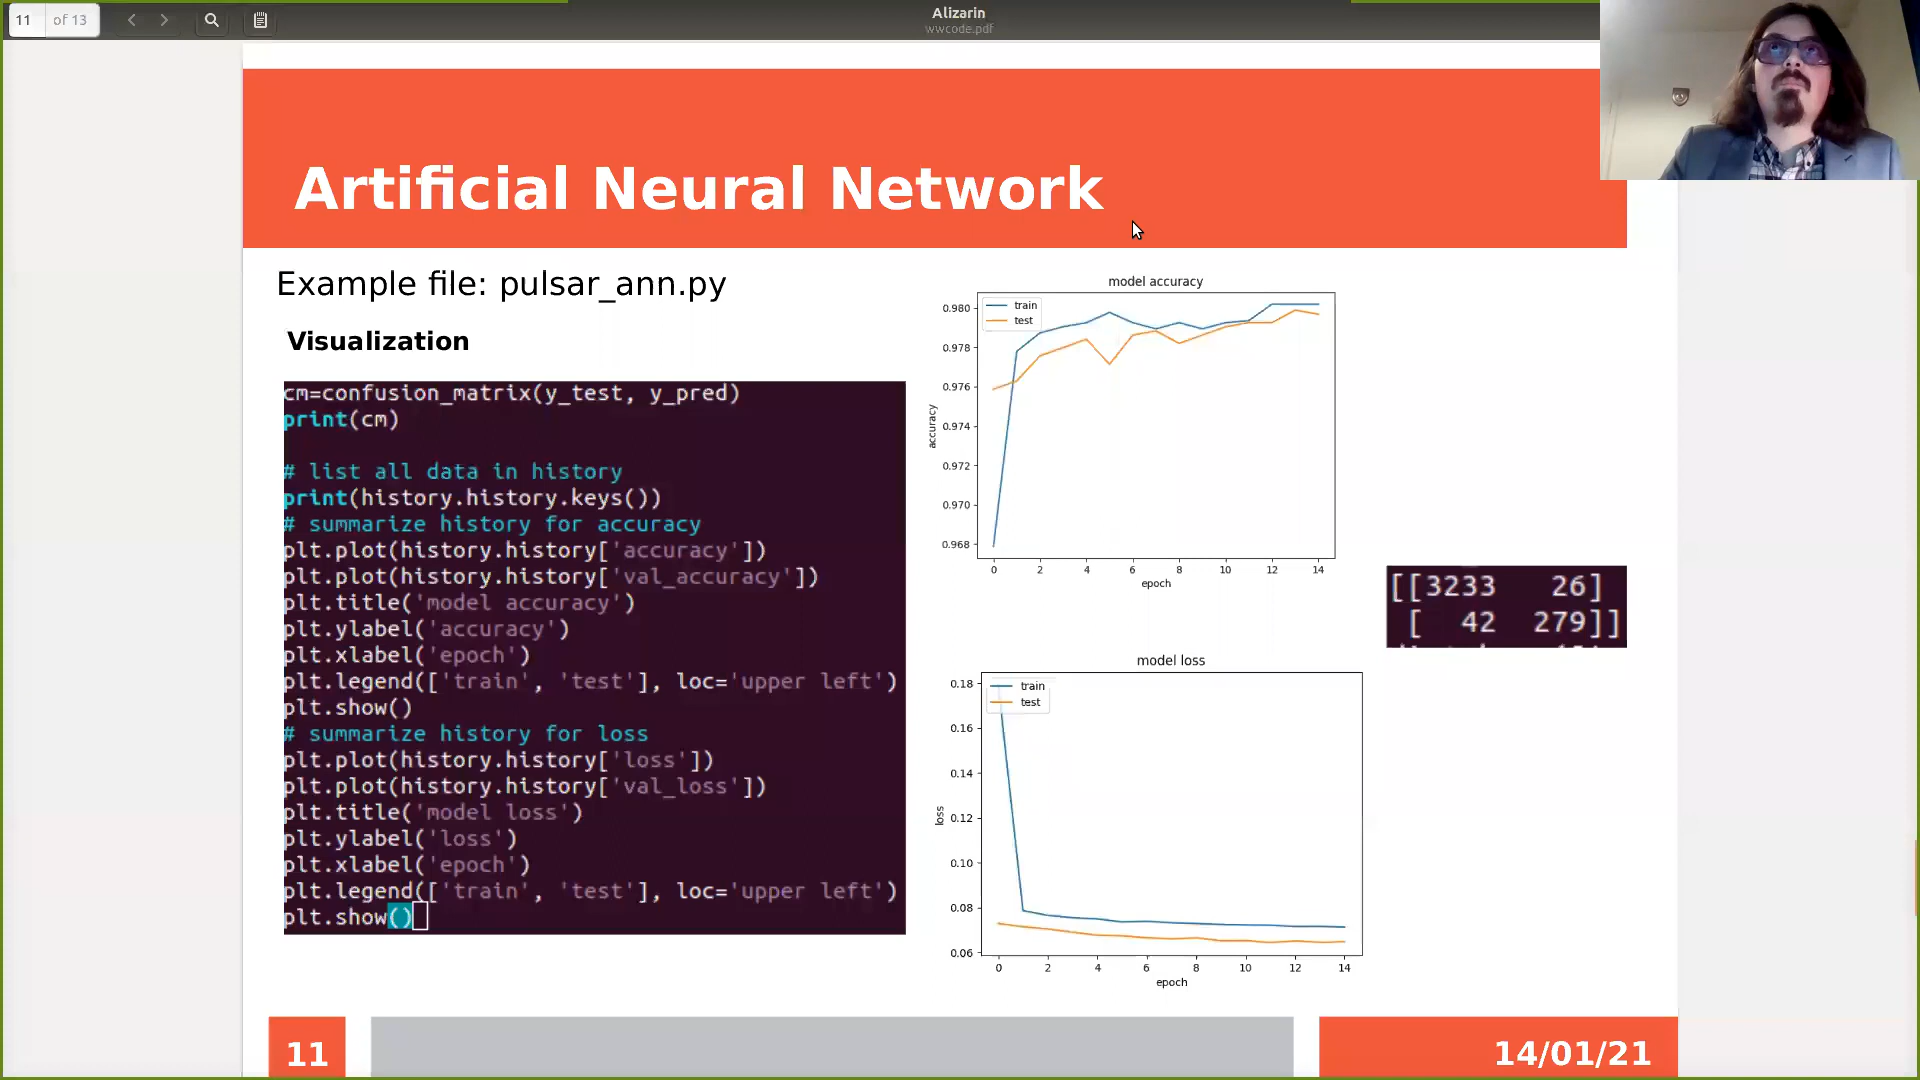 11 of 13
Alizarin
wwcode.pdf
Artificial Neural Network
Example file: pulsar_ann.py
Visualization
cm=confusion_matrix(y_test, y_pred)
print(cm)
# list all data in history
print(history.history.keys())
# summarize history for accuracy
plt.plot(history.history['accuracy'])
plt.plot(history.history['val_accuracy'])
plt.title('model accuracy')
plt.ylabel('accuracy')
plt.xlabel('epoch')
plt.legend(['train', 'test'], loc='upper left')
plt.show()
# summarize history for loss
plt.plot(history.history['loss'])
plt.plot(history.history['val_loss'])
plt.title('model loss')
plt.ylabel('loss')
plt.xlabel('epoch')
plt.legend(['train', 'test'], loc='upper left')
plt.show()
model accuracy
train
test
0.980
0.978
0.976
0.974
0.972
0.970
0.968
accuracy
0 2 4 6 8 10 12 14
epoch
[[3233 26]
[ 42 279]]
model loss
train
test
0.18
0.16
0.14
0.12
0.10
0.08
0.06
loss
0 2 4 6 8 10 12 14
epoch
11
14/01/21